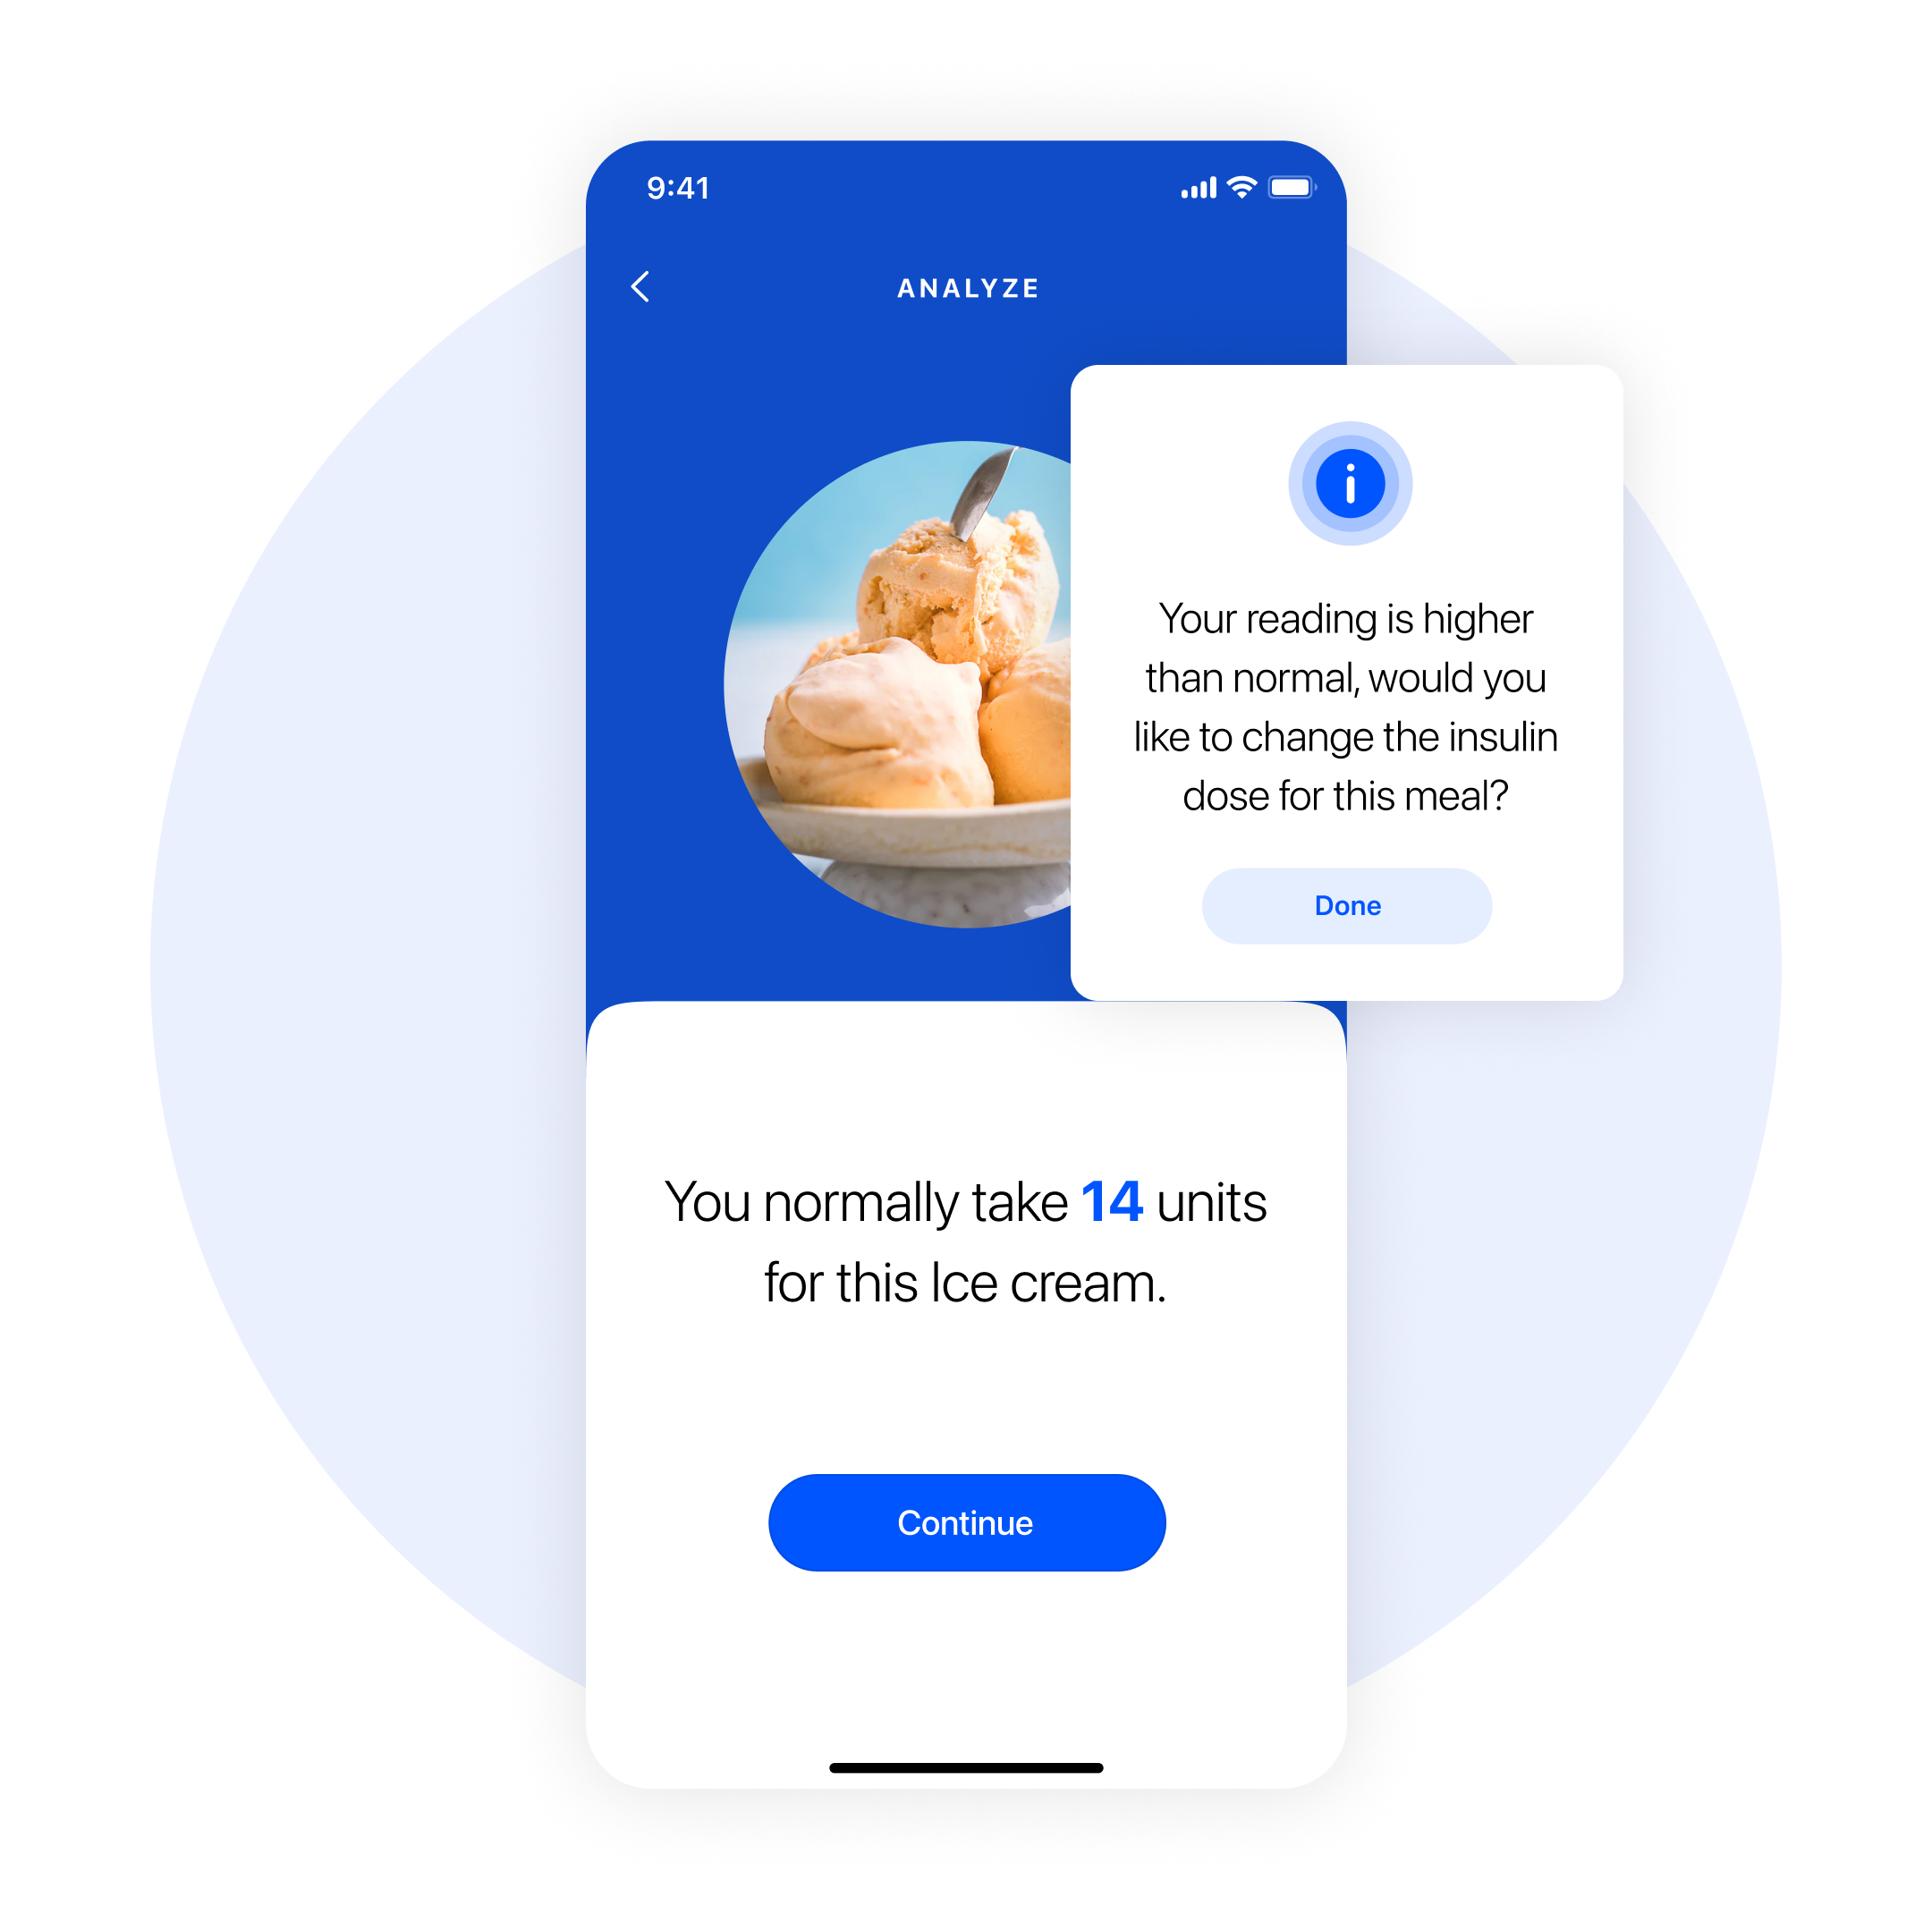 9:41
ANALYZE
Your reading is higher
than normal, would you
like to change the insulin
dose for this meal?
Done
You normally take 14 units
for this Ice cream.
Continue